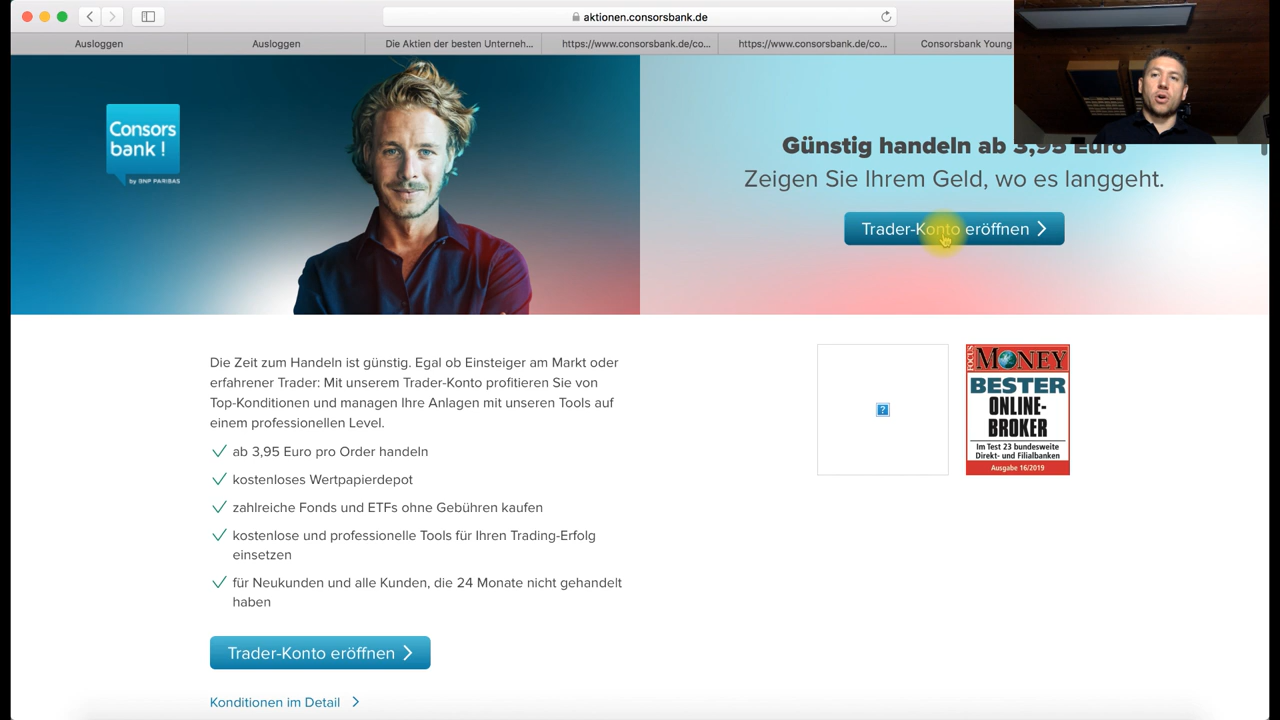 aktionen.consorsbank.de
Ausloggen
Ausloggen
Die Aktien der besten Unterneh...
https://www.consorsbank.de/co...
https://www.consorsbank.de/co...
Consorsbank Young
Consors
bank !
by BNP PARIBAS
Günstig handeln ab 3,95 Euro
Zeigen Sie Ihrem Geld, wo es langgeht.
Trader-Konto eröffnen
Die Zeit zum Handeln ist günstig. Egal ob Einsteiger am Markt oder
erfahrener Trader: Mit unserem Trader-Konto profitieren Sie von
Top-Konditionen und managen Ihre Anlagen mit unseren Tools auf
einem professionellen Level.
ab 3,95 Euro pro Order handeln
kostenloses Wertpapierdepot
zahlreiche Fonds und ETFs ohne Gebühren kaufen
kostenlose und professionelle Tools für Ihren Trading-Erfolg
einsetzen
für Neukunden und alle Kunden, die 24 Monate nicht gehandelt
haben
Trader-Konto eröffnen
Konditionen im Detail
?
FOCUS
MONEY
BESTER
ONLINE-
BROKER
Im Test 23 bundesweite
Direkt- und Filialbanken
Ausgabe 16/2019